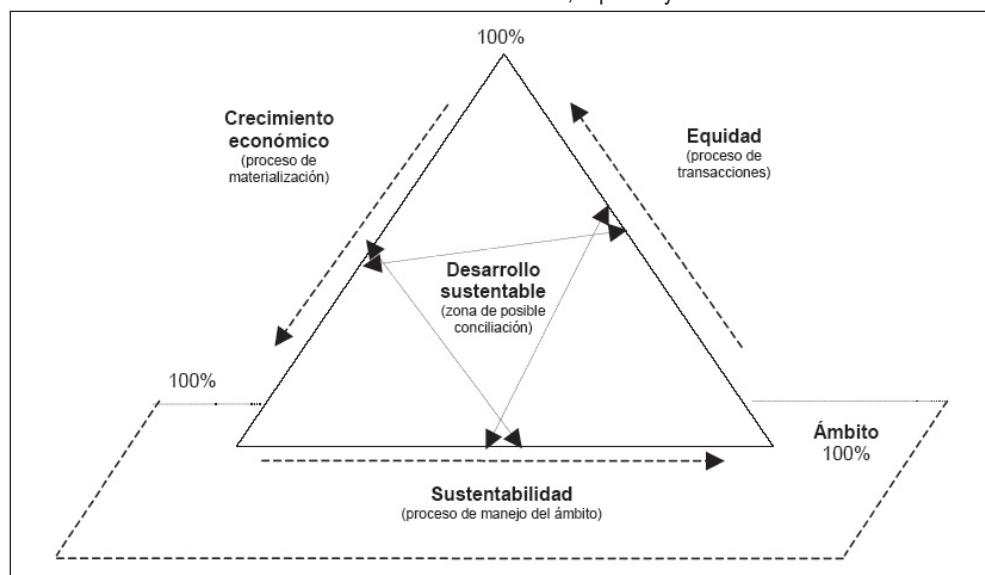 100%
Crecimiento
económico
(proceso de
materialización)
Equidad
(proceso de
transacciones)
Desarrollo
sustentable
(zona de posible
conciliación)
100%
Ámbito
100%
Sustentabilidad
(proceso de manejo del ámbito)